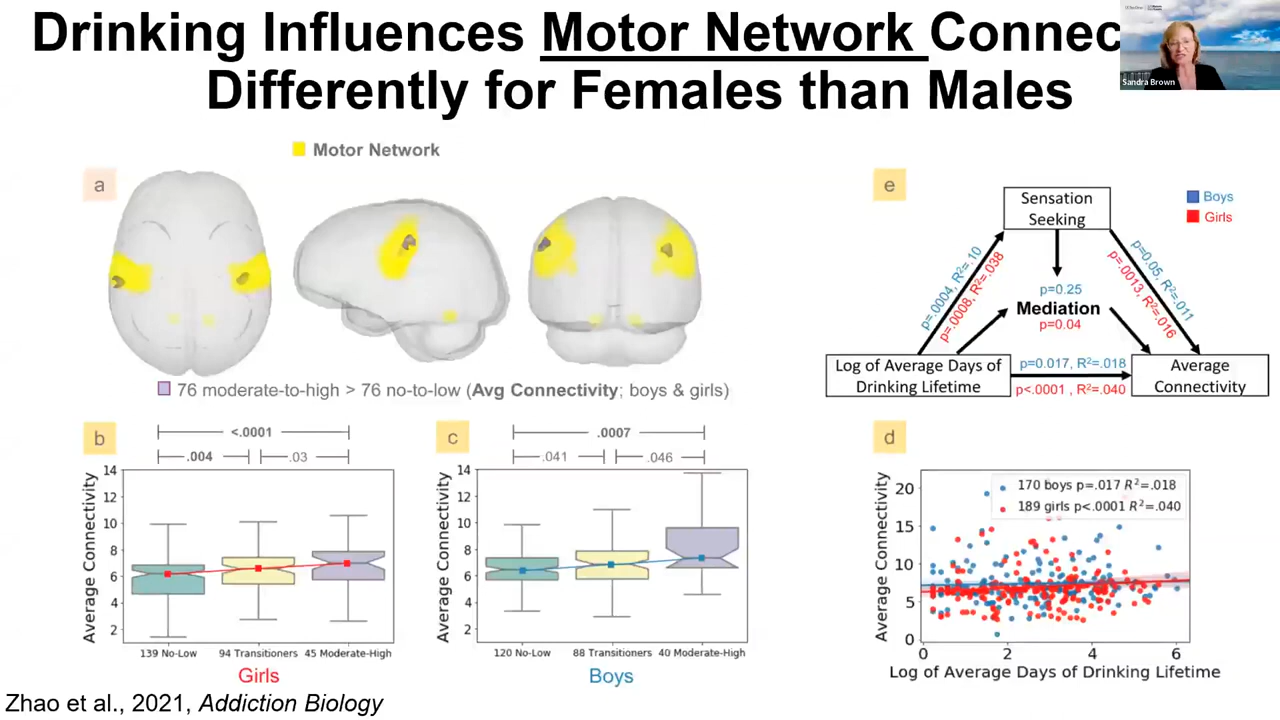 Drinking Influences Motor Network Connec
Differently for Females than Males
Sandra Brown
Motor Network
a
76 moderate-to-high > 76 no-to-low (Avg Connectivity; boys & girls)
e
Sensation
Seeking
Boys
Girls
p=.0004, R²=.10
p=.0008, R²=.038
p=0.05, R²=.011
p=.0013, R²=.016
p=0.25
Mediation
p=0.04
Log of Average Days of
Drinking Lifetime
p=0.017, R²=.018
p<.0001 , R²=.040
Average
Connectivity
b
<.0001
.004
.03
Average Connectivity
14
12
10
8
6
4
2
139 No-Low
94 Transitioners
45 Moderate-High
Girls
c
.0007
.041
.046
Average Connectivity
14
12
10
8
6
4
2
120 No-Low
88 Transitioners
40 Moderate-High
Boys
d
170 boys p=.017 R²=.018
189 girls p<.0001 R²=.040
Average Connectivity
20
15
10
5
0
0
2
4
6
Log of Average Days of Drinking Lifetime
Zhao et al., 2021, Addiction Biology